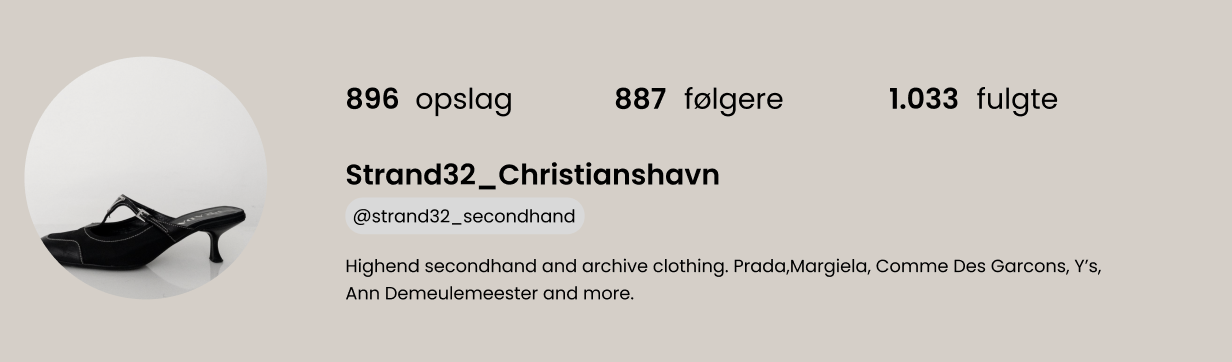 896 opslag 887 følgere 1.033 fulgte
Strand32_Christianshavn
@strand32_secondhand
Highend secondhand and archive clothing. Prada,Margiela, Comme Des Garcons, Y's,
Ann Demeulemeester and more.
PRADA